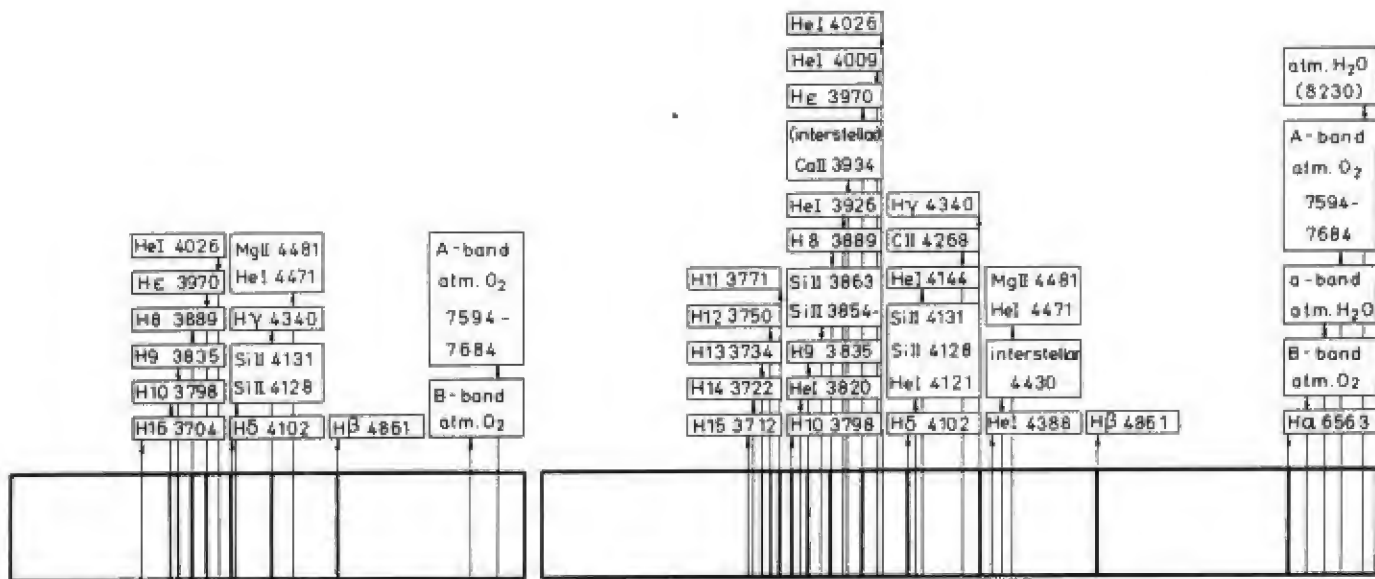 HeI 4026
Hε 3970
H8 3889
H9 3835
H10 3798
H16 3704
MgII 4481
HeI 4471
Hγ 4340
SiII 4131
SiII 4128
Hδ 4102
Hβ 4861
A-band
atm. O2
7594-
7684
B-band
atm. O2
HeI 4026
HeI 4009
Hε 3970
(interstellar)
CaII 3934
HeI 3926
H8 3889
SiII 3863
SiII 3854-
H9 3835
HeI 3820
H10 3798
H11 3771
H12 3750
H13 3734
H14 3722
H15 3712
Hγ 4340
CII 4268
HeI 4144
SiII 4131
SiII 4128
HeI 4121
Hδ 4102
MgII 4481
HeI 4471
interstellar
4430
HeI 4388
Hβ 4861
atm. H2O
(8230)
A-band
atm. O2
7594-
7684
a-band
atm. H2O
B-band
atm. O2
Hα 6563